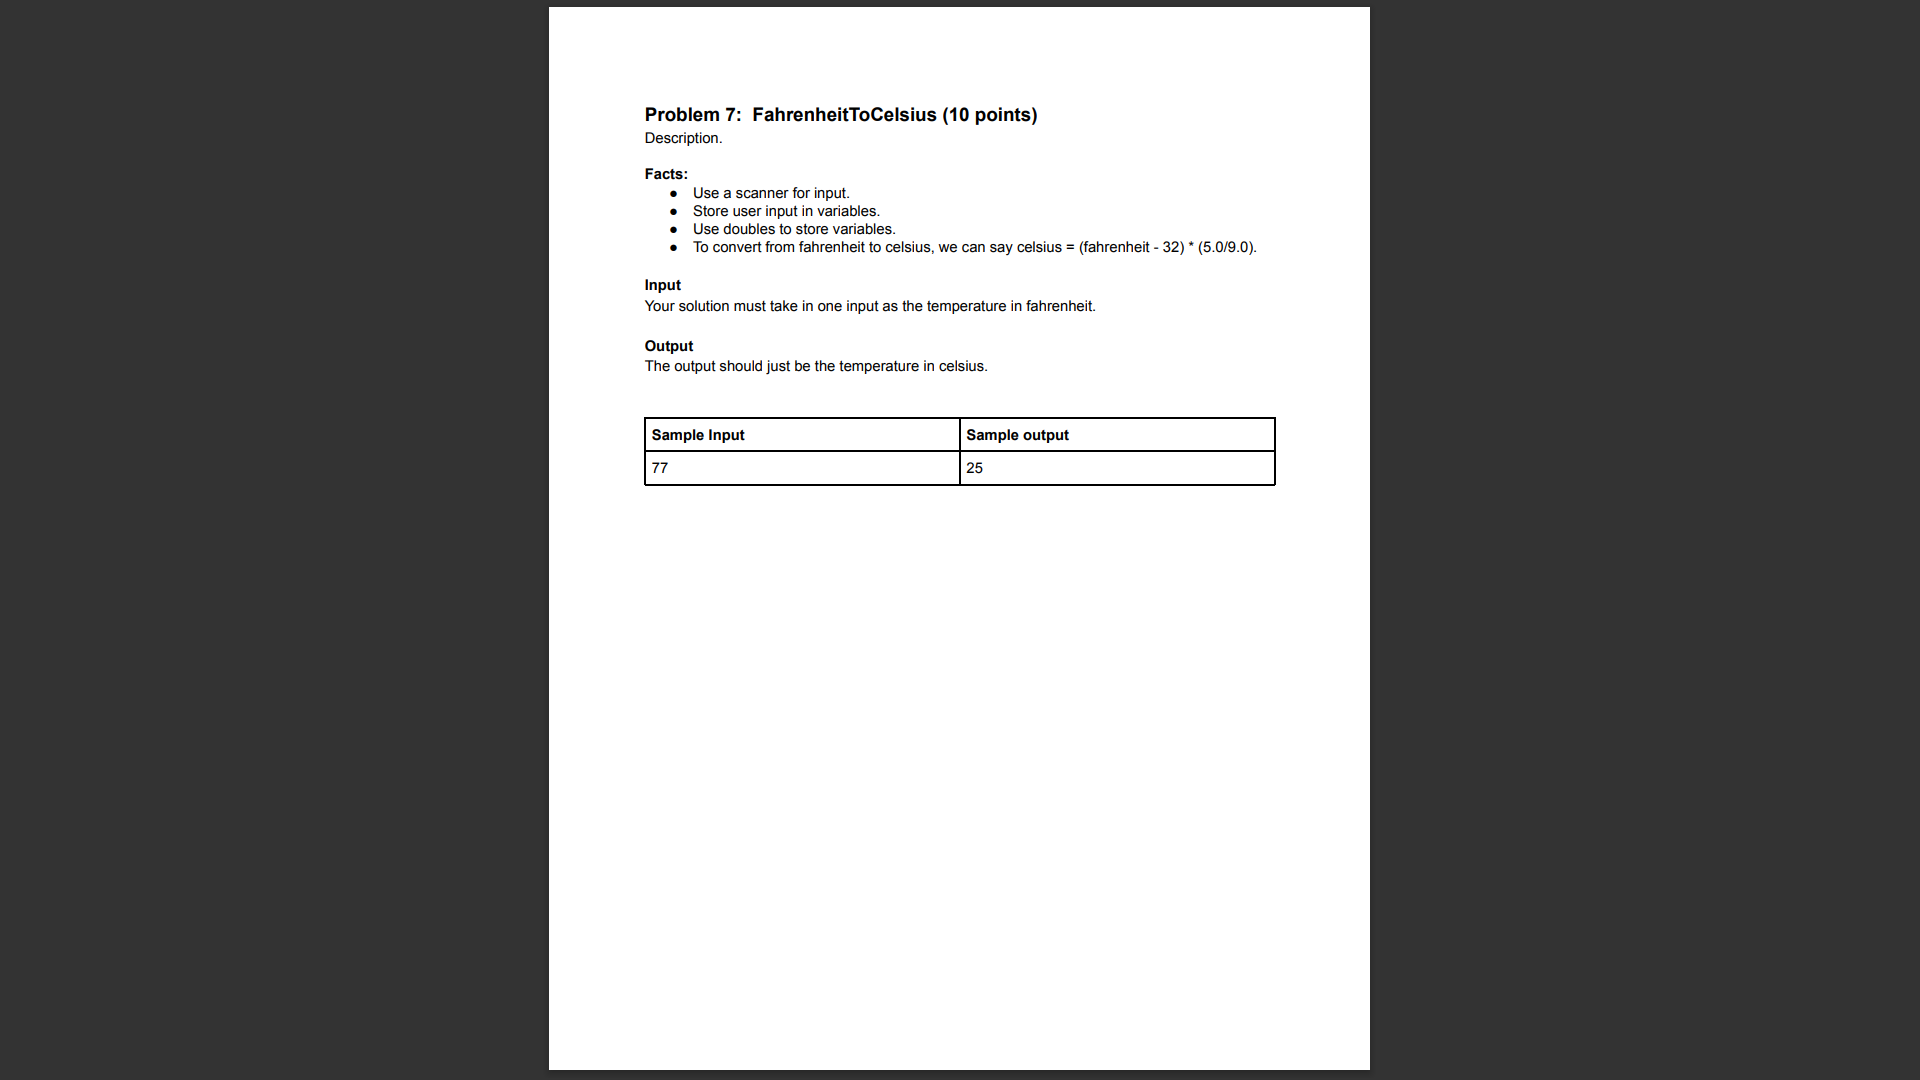 Problem 7:  FahrenheitToCelsius (10 points)
Description.
Facts:
● Use a scanner for input.
● Store user input in variables.
● Use doubles to store variables.
● To convert from fahrenheit to celsius, we can say celsius = (fahrenheit - 32) * (5.0/9.0).
Input
Your solution must take in one input as the temperature in fahrenheit.
Output
The output should just be the temperature in celsius.
Sample Input Sample output
77 25